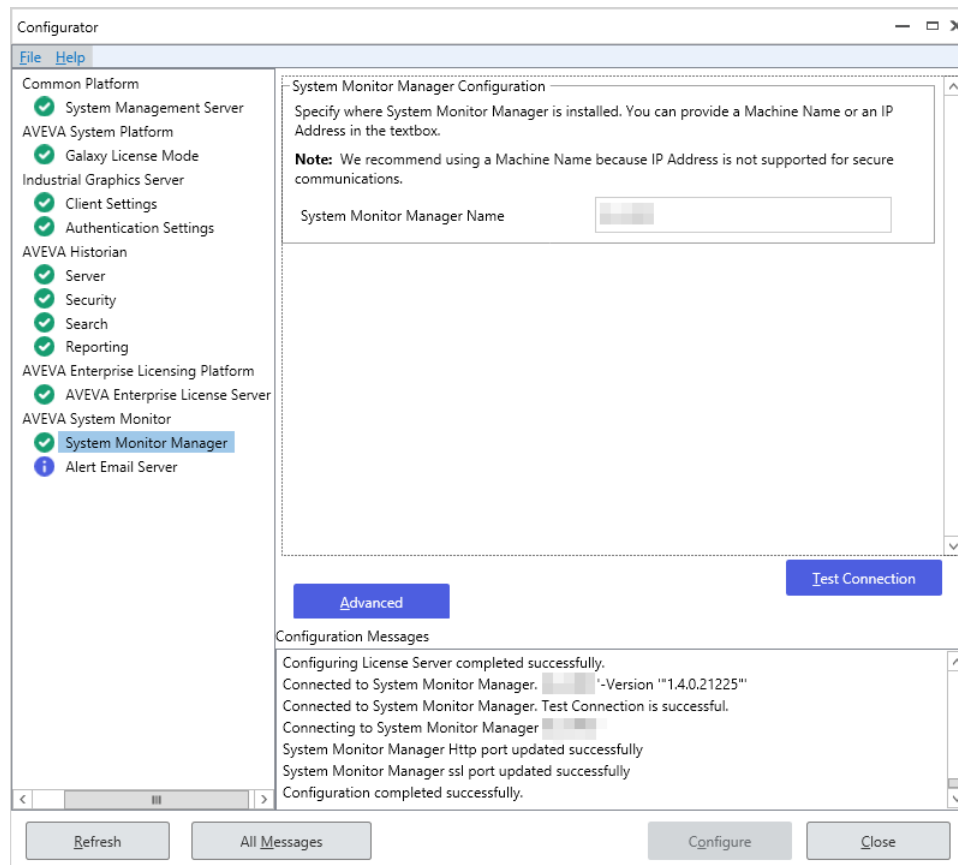 Configurator
File Help
Common Platform
System Management Server
AVEVA System Platform
Galaxy License Mode
Industrial Graphics Server
Client Settings
Authentication Settings
AVEVA Historian
Server
Security
Search
Reporting
AVEVA Enterprise Licensing Platform
AVEVA Enterprise License Server
AVEVA System Monitor
System Monitor Manager
Alert Email Server
System Monitor Manager Configuration
Specify where System Monitor Manager is installed. You can provide a Machine Name or an IP
Address in the textbox.
Note: We recommend using a Machine Name because IP Address is not supported for secure
communications.
System Monitor Manager Name
Test Connection
Advanced
Configuration Messages
Configuring License Server completed successfully.
Connected to System Monitor Manager. '-Version '"1.4.0.21225"'
Connected to System Monitor Manager. Test Connection is successful.
Connecting to System Monitor Manager
System Monitor Manager Http port updated successfully
System Monitor Manager ssl port updated successfully
Configuration completed successfully.
Refresh All Messages Configure Close